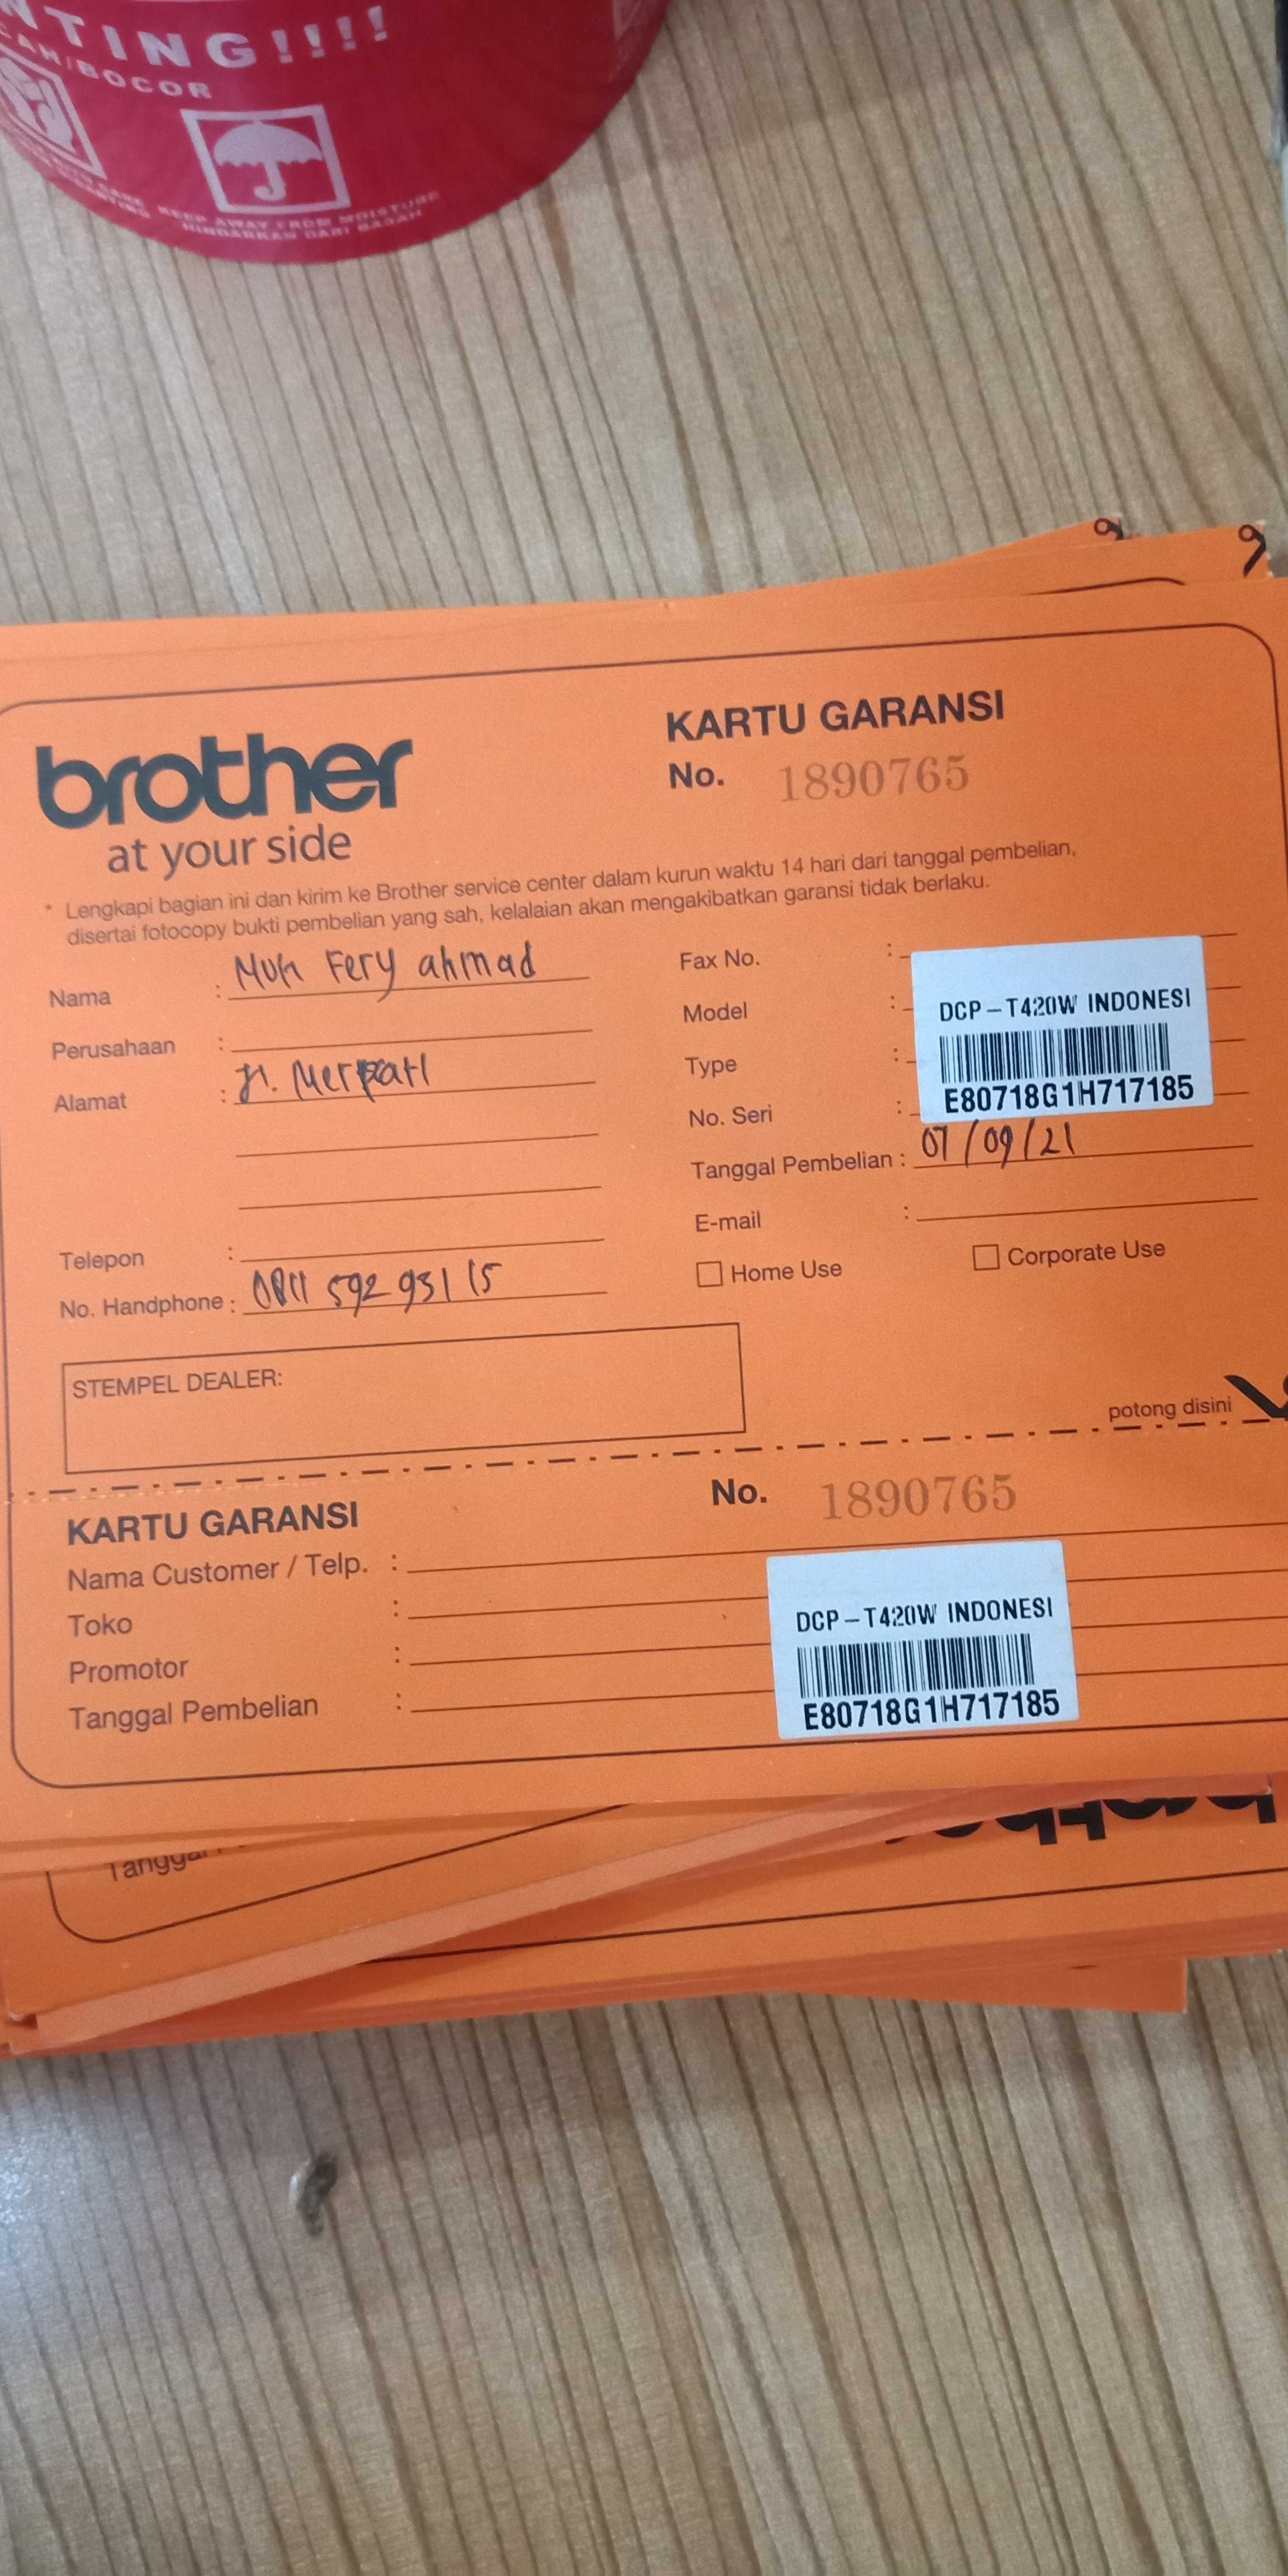 NTING!!!!
CAH/BOCOR
KEEP AWAY FROM MOISTURE
HINDARKAN DARI BASAH
brother
at your side
KARTU GARANSI
No. 1890765
* Lengkapi bagian ini dan kirim ke Brother service center dalam kurun waktu 14 hari dari tanggal pembelian,
disertai fotocopy bukti pembelian yang sah, kelalaian akan mengakibatkan garansi tidak berlaku.
Nama : Muh Fery ahmad
Perusahaan :
Alamat : Jl. Merpati
Telepon :
No. Handphone : 0811 592 931 15
Fax No. :
Model :
Type :
No. Seri :
DCP-T420W INDONESI
E80718G1H717185
Tanggal Pembelian : 07/09/21
E-mail :
Home Use
Corporate Use
STEMPEL DEALER:
potong disini
KARTU GARANSI
No. 1890765
Nama Customer / Telp. :
Toko :
Promotor :
Tanggal Pembelian :
DCP-T420W INDONESI
E80718G1H717185